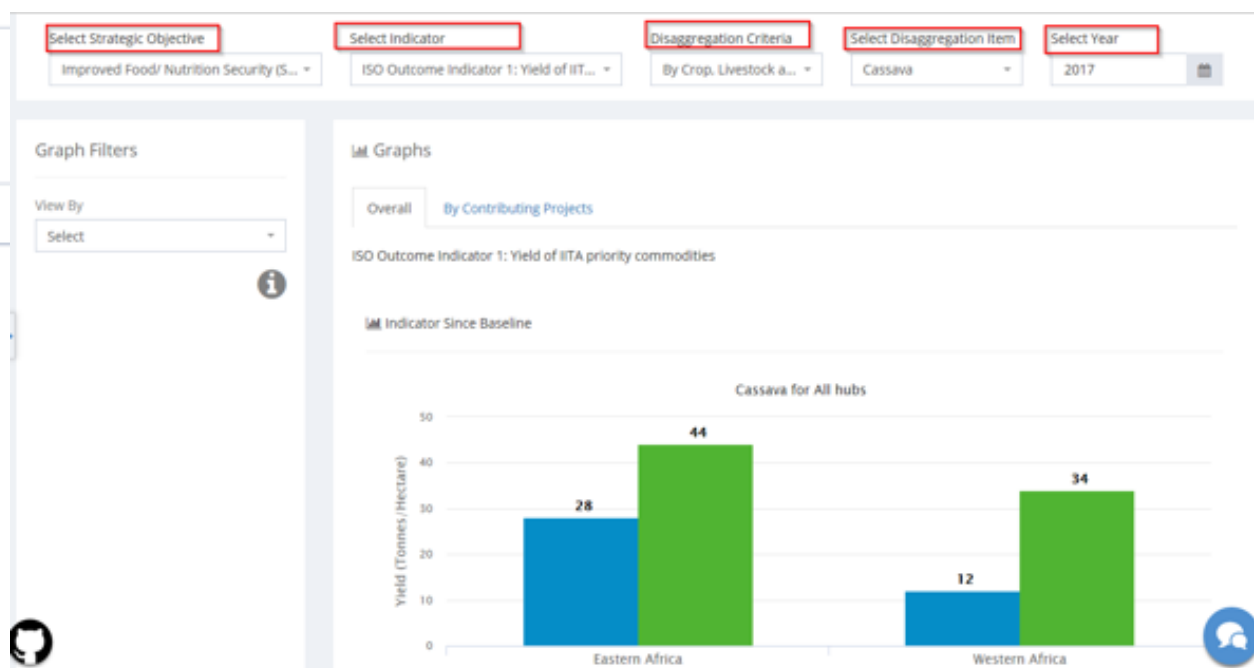 Select Strategic Objective
Select Indicator
Disaggregation Criteria
Select Disaggregation Item
Select Year
Improved Food/ Nutrition Security (S...
ISO Outcome Indicator 1: Yield of IIT...
By Crop, Livestock a...
Cassava
2017
Graph Filters
View By
Select
Graphs
Overall
By Contributing Projects
ISO Outcome Indicator 1: Yield of IITA priority commodities
Indicator Since Baseline
Cassava for All hubs
Yield (Tonnes/Hectare)
50
40
30
20
10
0
28
44
12
34
Eastern Africa
Western Africa